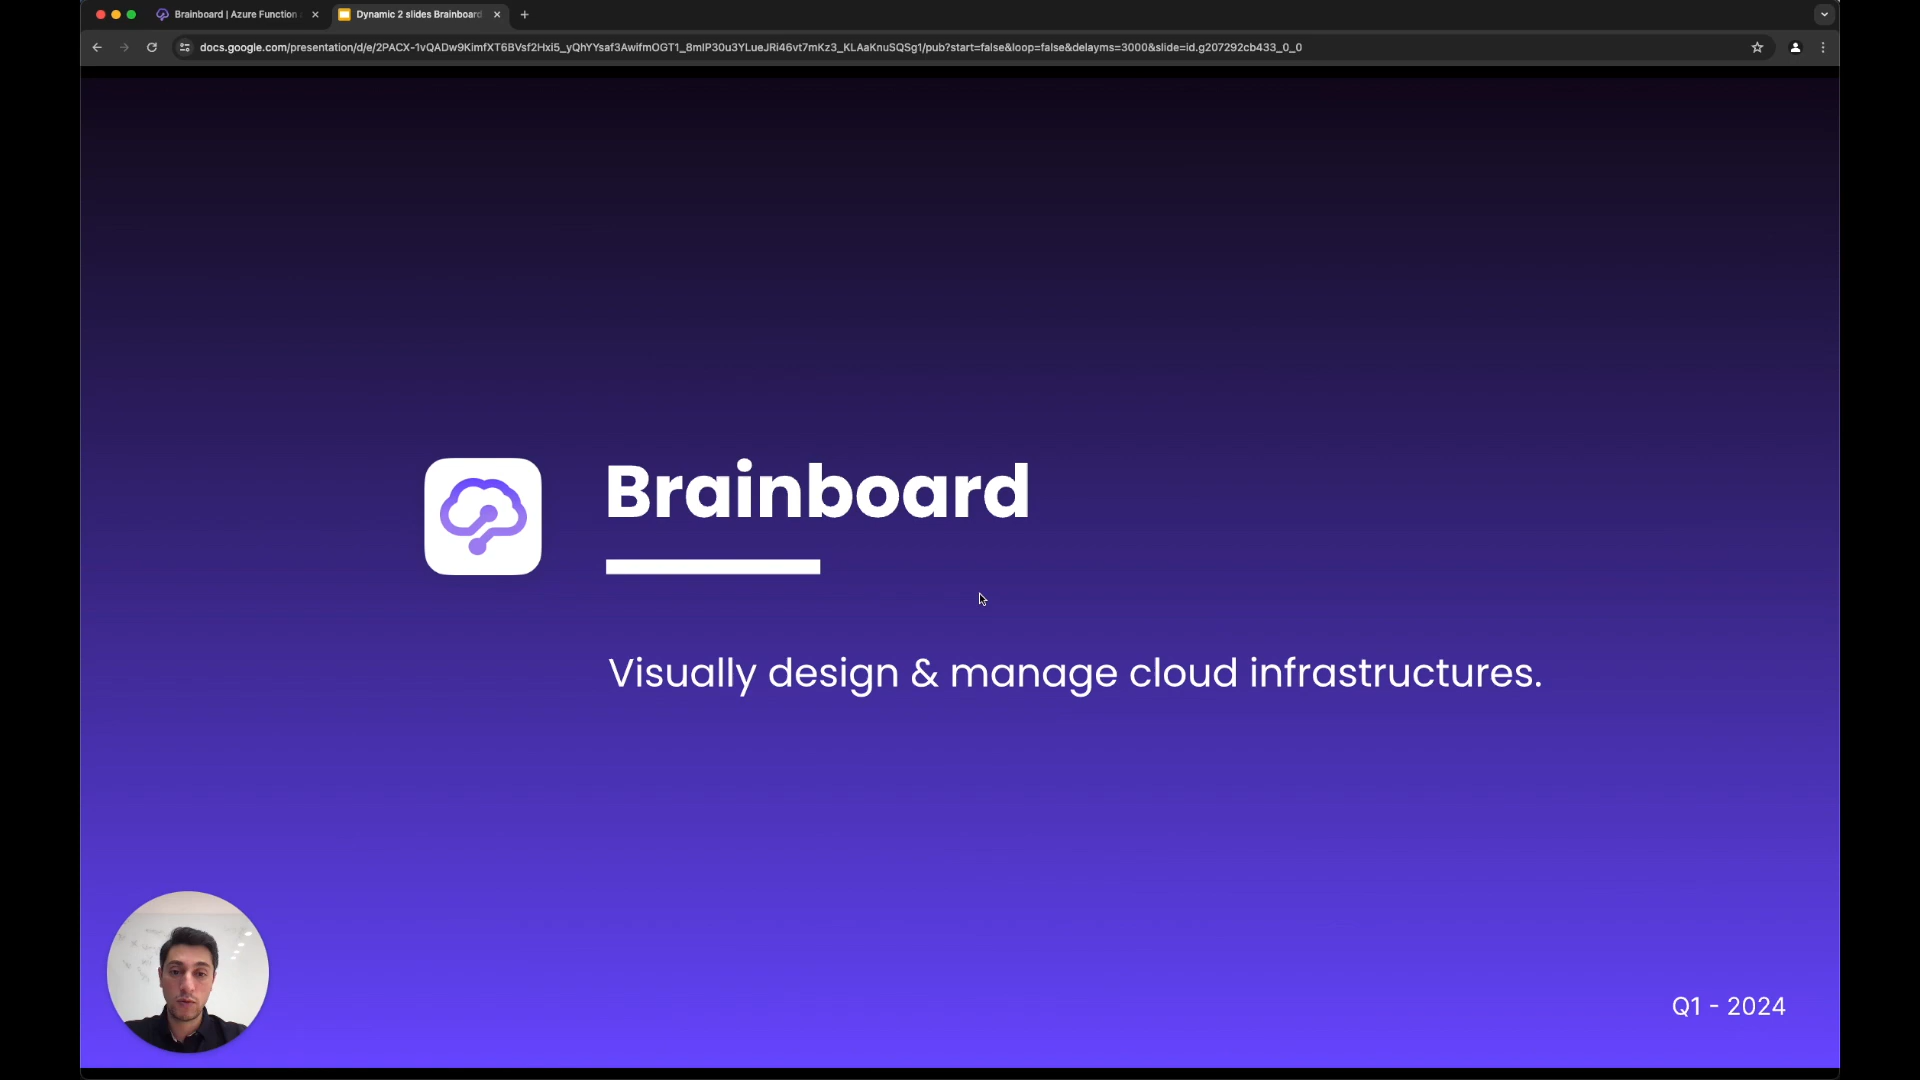 Brainboard | Azure Function
Dynamic 2 slides Brainboard
docs.google.com/presentation/d/e/2PACX-1vQADw9KimfXT6BVsf2Hxi5_yQhYYsaf3AwifmOGT1_8mIP30u3YLueJRi46vt7mKz3_KLAaKnuSQSg1/pub?start=false&loop=false&delayms=3000&slide=id.g207292cb433_0_0
Brainboard
Visually design & manage cloud infrastructures.
Q1 - 2024